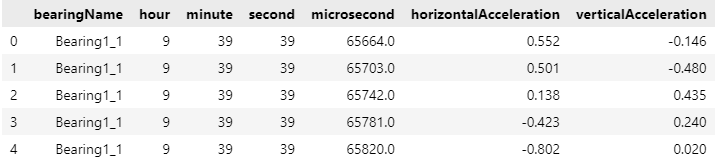 bearingName hour minute second microsecond horizontalAcceleration verticalAcceleration
0 Bearing1_1 9 39 39 65664.0 0.552 -0.146
1 Bearing1_1 9 39 39 65703.0 0.501 -0.480
2 Bearing1_1 9 39 39 65742.0 0.138 0.435
3 Bearing1_1 9 39 39 65781.0 -0.423 0.240
4 Bearing1_1 9 39 39 65820.0 -0.802 0.020